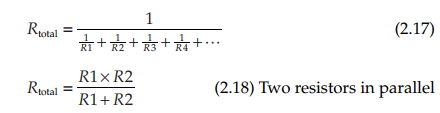 R_total = 1 / (1/R1 + 1/R2 + 1/R3 + 1/R4 + ⋯) (2.17)
R_total = R1×R2 / R1+R2 (2.18) Two resistors in parallel